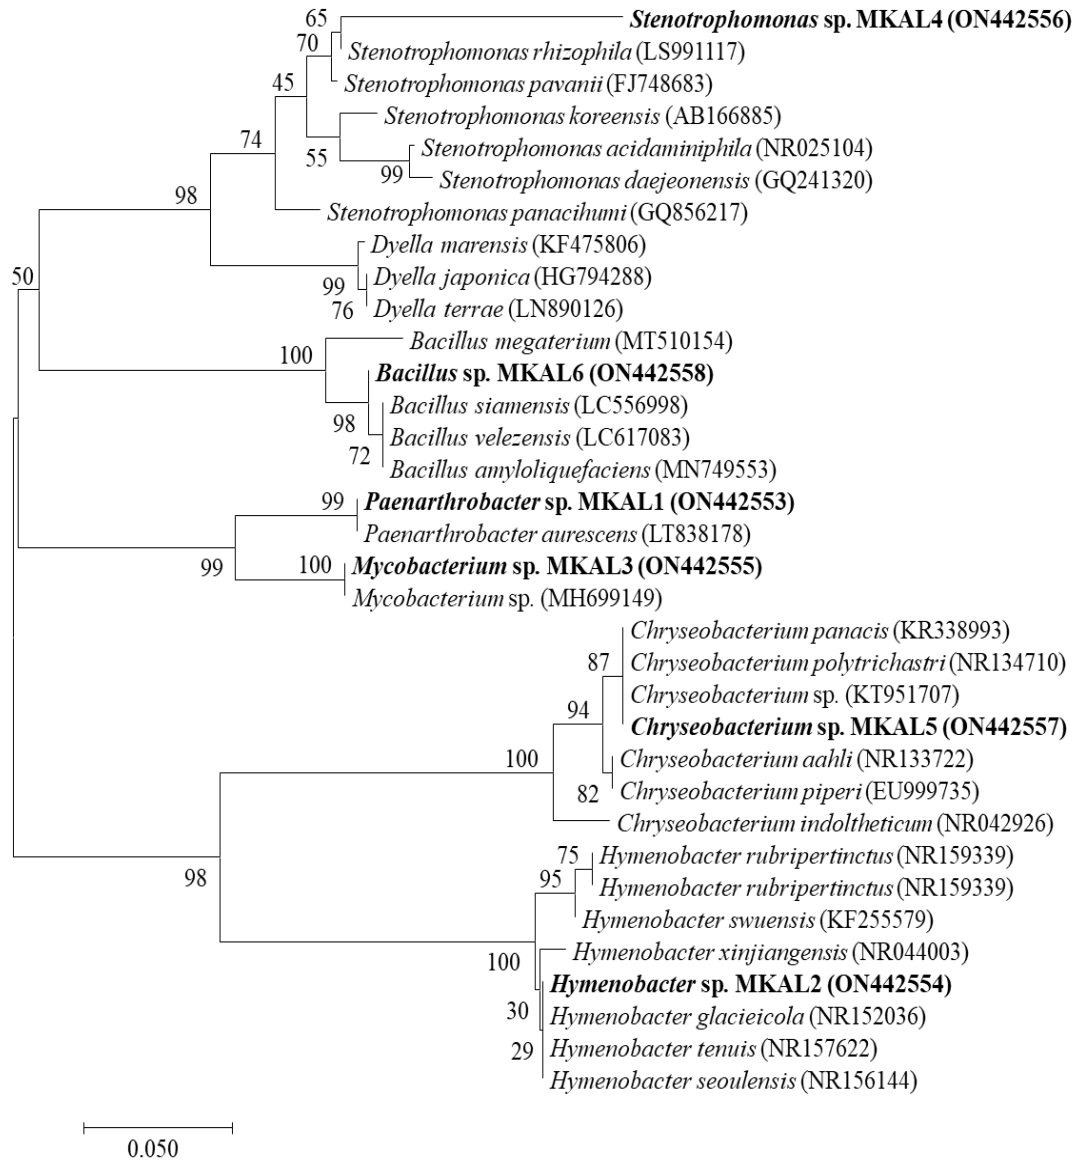 65
Stenotrophomonas sp. MKAL4 (ON442556)
70
Stenotrophomonas rhizophila (LS991117)
45
Stenotrophomonas pavanii (FJ748683)
Stenotrophomonas koreensis (AB166885)
74
55
Stenotrophomonas acidaminiphila (NR025104)
99
Stenotrophomonas daejeonensis (GQ241320)
98
Stenotrophomonas panacihumi (GQ856217)
Dyella marensis (KF475806)
50
99
Dyella japonica (HG794288)
76
Dyella terrae (LN890126)
100
Bacillus megaterium (MT510154)
Bacillus sp. MKAL6 (ON442558)
98
Bacillus siamensis (LC556998)
72
Bacillus velezensis (LC617083)
Bacillus amyloliquefaciens (MN749553)
99
Paenarthrobacter sp. MKAL1 (ON442553)
Paenarthrobacter aurescens (LT838178)
99
100
Mycobacterium sp. MKAL3 (ON442555)
Mycobacterium sp. (MH699149)
Chryseobacterium panacis (KR338993)
87
Chryseobacterium polytrichastri (NR134710)
94
Chryseobacterium sp. (KT951707)
Chryseobacterium sp. MKAL5 (ON442557)
100
Chryseobacterium aahli (NR133722)
82
Chryseobacterium piperi (EU999735)
Chryseobacterium indoltheticum (NR042926)
75
Hymenobacter rubripertinctus (NR159339)
98
95
Hymenobacter rubripertinctus (NR159339)
Hymenobacter swuensis (KF255579)
100
Hymenobacter xinjiangensis (NR044003)
Hymenobacter sp. MKAL2 (ON442554)
30
Hymenobacter glacieicola (NR152036)
29
Hymenobacter tenuis (NR157622)
Hymenobacter seoulensis (NR156144)
0.050